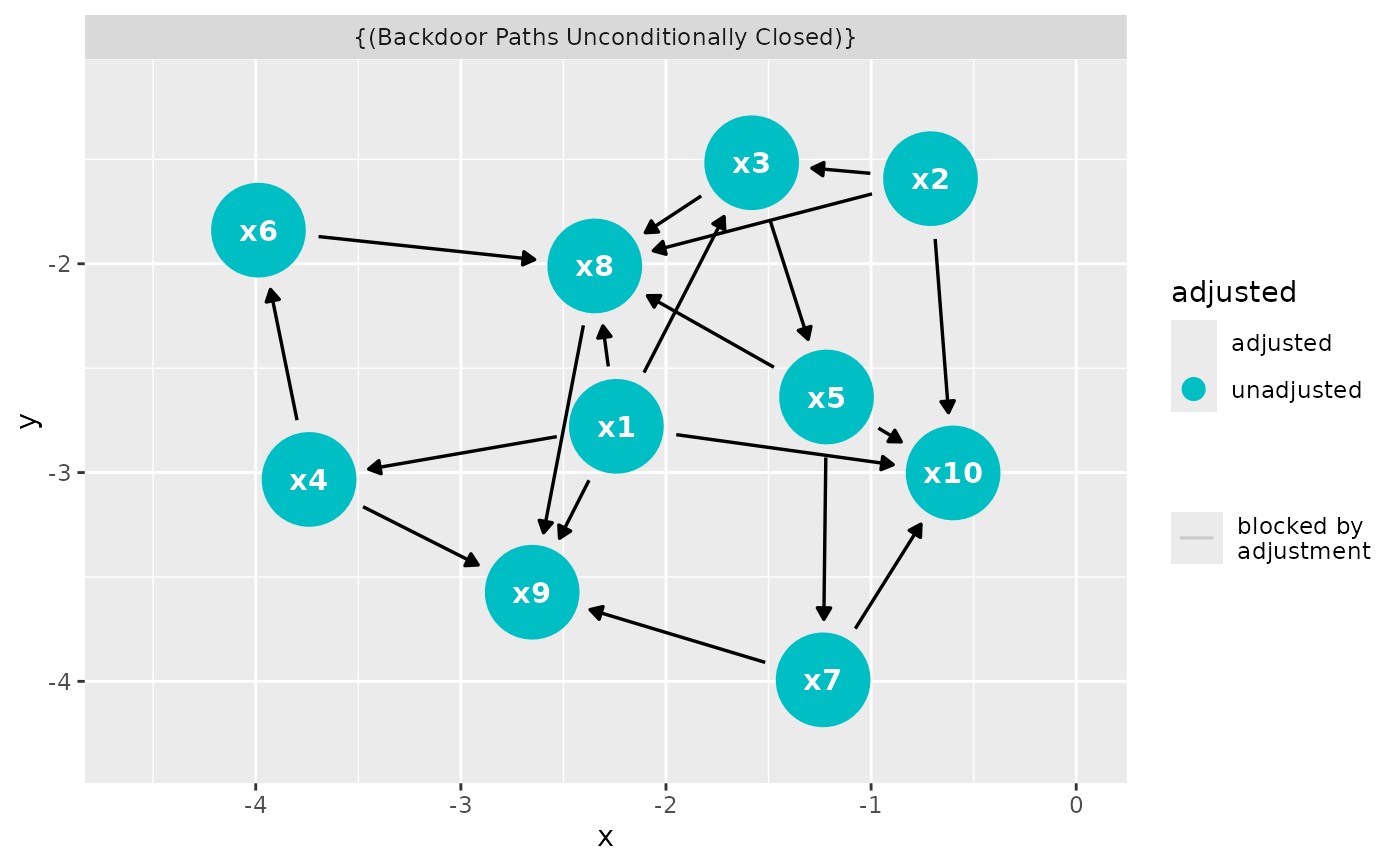 {(Backdoor Paths Unconditionally Closed)}
x3
x2
x6
x8
x5
x1
x10
x4
x9
x7
-2
-3
-4
y
-4
-3
-2
-1
0
x
adjusted
adjusted
unadjusted
blocked by
adjustment